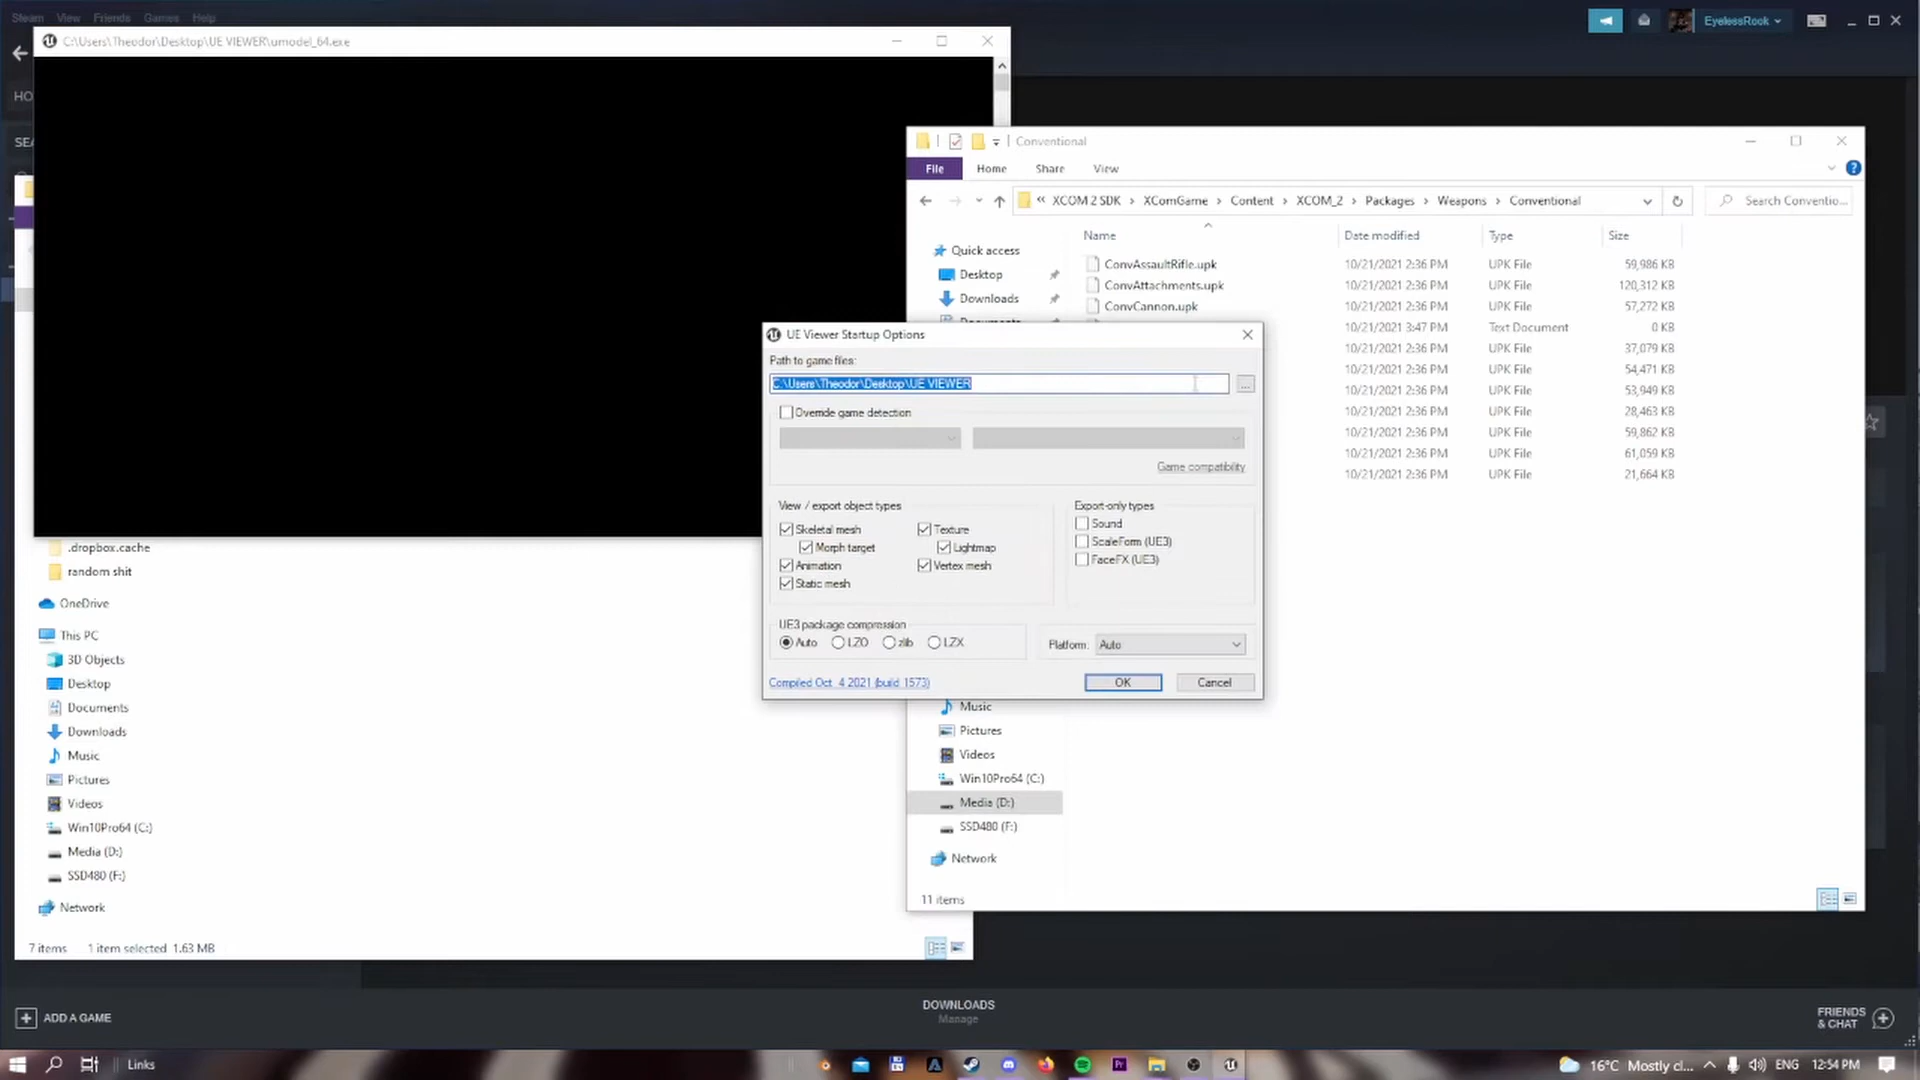 Steam View Friends Games Help
EyelessRook
C:\Users\Theodor\Desktop\UE VIEWER\umodel_64.exe
HO
SEA
Conventional
File Home Share View
« XCOM 2 SDK › XComGame › Content › XCOM_2 › Packages › Weapons › Conventional
Search Conventio...
Name Date modified Type Size
Quick access
Desktop
Downloads
Documents
ConvAssaultRifle.upk 10/21/2021 2:36 PM UPK File 59,986 KB
ConvAttachments.upk 10/21/2021 2:36 PM UPK File 120,312 KB
ConvCannon.upk 10/21/2021 2:36 PM UPK File 57,272 KB
10/21/2021 3:47 PM Text Document 0 KB
10/21/2021 2:36 PM UPK File 37,079 KB
10/21/2021 2:36 PM UPK File 54,471 KB
10/21/2021 2:36 PM UPK File 53,949 KB
10/21/2021 2:36 PM UPK File 28,463 KB
10/21/2021 2:36 PM UPK File 59,862 KB
10/21/2021 2:36 PM UPK File 61,059 KB
10/21/2021 2:36 PM UPK File 21,664 KB
UE Viewer Startup Options
Path to game files:
C:\Users\Theodor\Desktop\UE VIEWER
...
Override game detection
Game compatibility
View / export object types
Skeletal mesh
Morph target
Animation
Static mesh
Texture
Lightmap
Vertex mesh
Export-only types
Sound
ScaleForm (UE3)
FaceFX (UE3)
UE3 package compression
Auto LZO zlib LZX
Platform: Auto
Compiled Oct 4 2021 (build 1573)
OK Cancel
Music
Pictures
Videos
Win10Pro64 (C:)
Media (D:)
SSD480 (F:)
Network
11 items
.dropbox.cache
random shit
OneDrive
This PC
3D Objects
Desktop
Documents
Downloads
Music
Pictures
Videos
Win10Pro64 (C:)
Media (D:)
SSD480 (F:)
Network
7 items 1 item selected 1.63 MB
ADD A GAME
DOWNLOADS
Manage
FRIENDS
& CHAT
Links
16°C Mostly cl...
ENG
12:54 PM